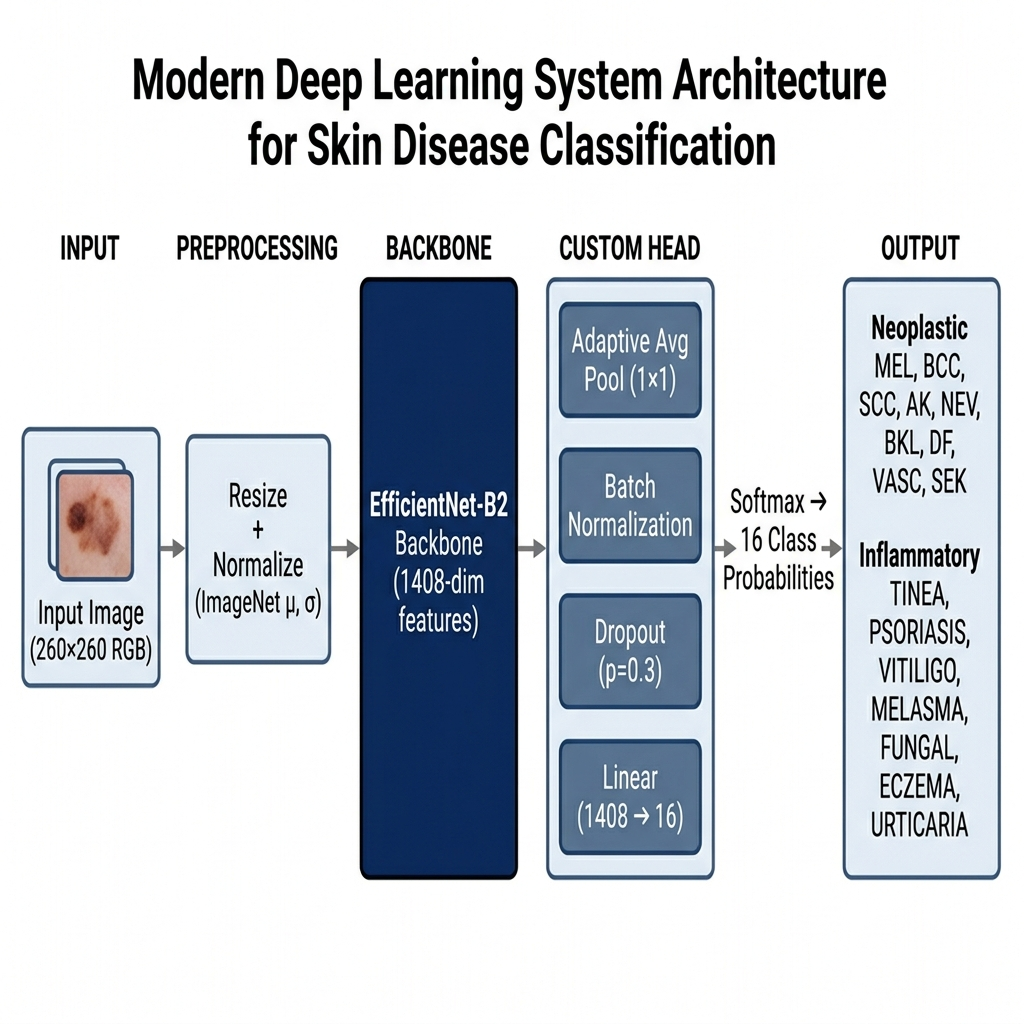 Modern Deep Learning System Architecture
for Skin Disease Classification
INPUT
PREPROCESSING
BACKBONE
CUSTOM HEAD
OUTPUT
Input Image
(260×260 RGB)
Resize
+
Normalize
(ImageNet μ, σ)
EfficientNet-B2
Backbone
(1408-dim
features)
Adaptive Avg
Pool (1×1)
Batch
Normalization
Dropout
(p=0.3)
Linear
(1408 → 16)
Softmax →
16 Class
Probabilities
Neoplastic
MEL, BCC,
SCC, AK, NEV,
BKL, DF,
VASC, SEK
Inflammatory
TINEA,
PSORIASIS,
VITILIGO,
MELASMA,
FUNGAL,
ECZEMA,
URTICARIA